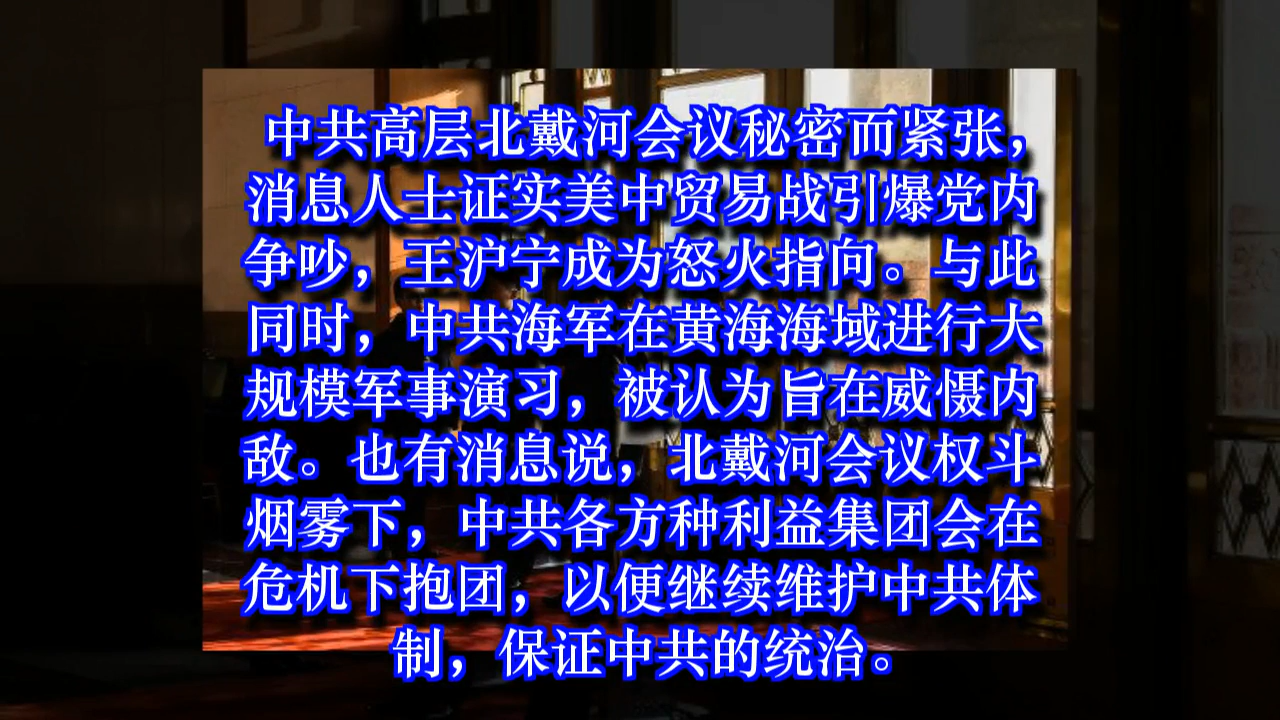 中共高层北戴河会议秘密而紧张，
消息人士证实美中贸易战引爆党内
争吵，王沪宁成为怒火指向。与此
同时，中共海军在黄海海域进行大
规模军事演习，被认为旨在威慑内
敌。也有消息说，北戴河会议权斗
烟雾下，中共各方种利益集团会在
危机下抱团，以便继续维护中共体
制，保证中共的统治。